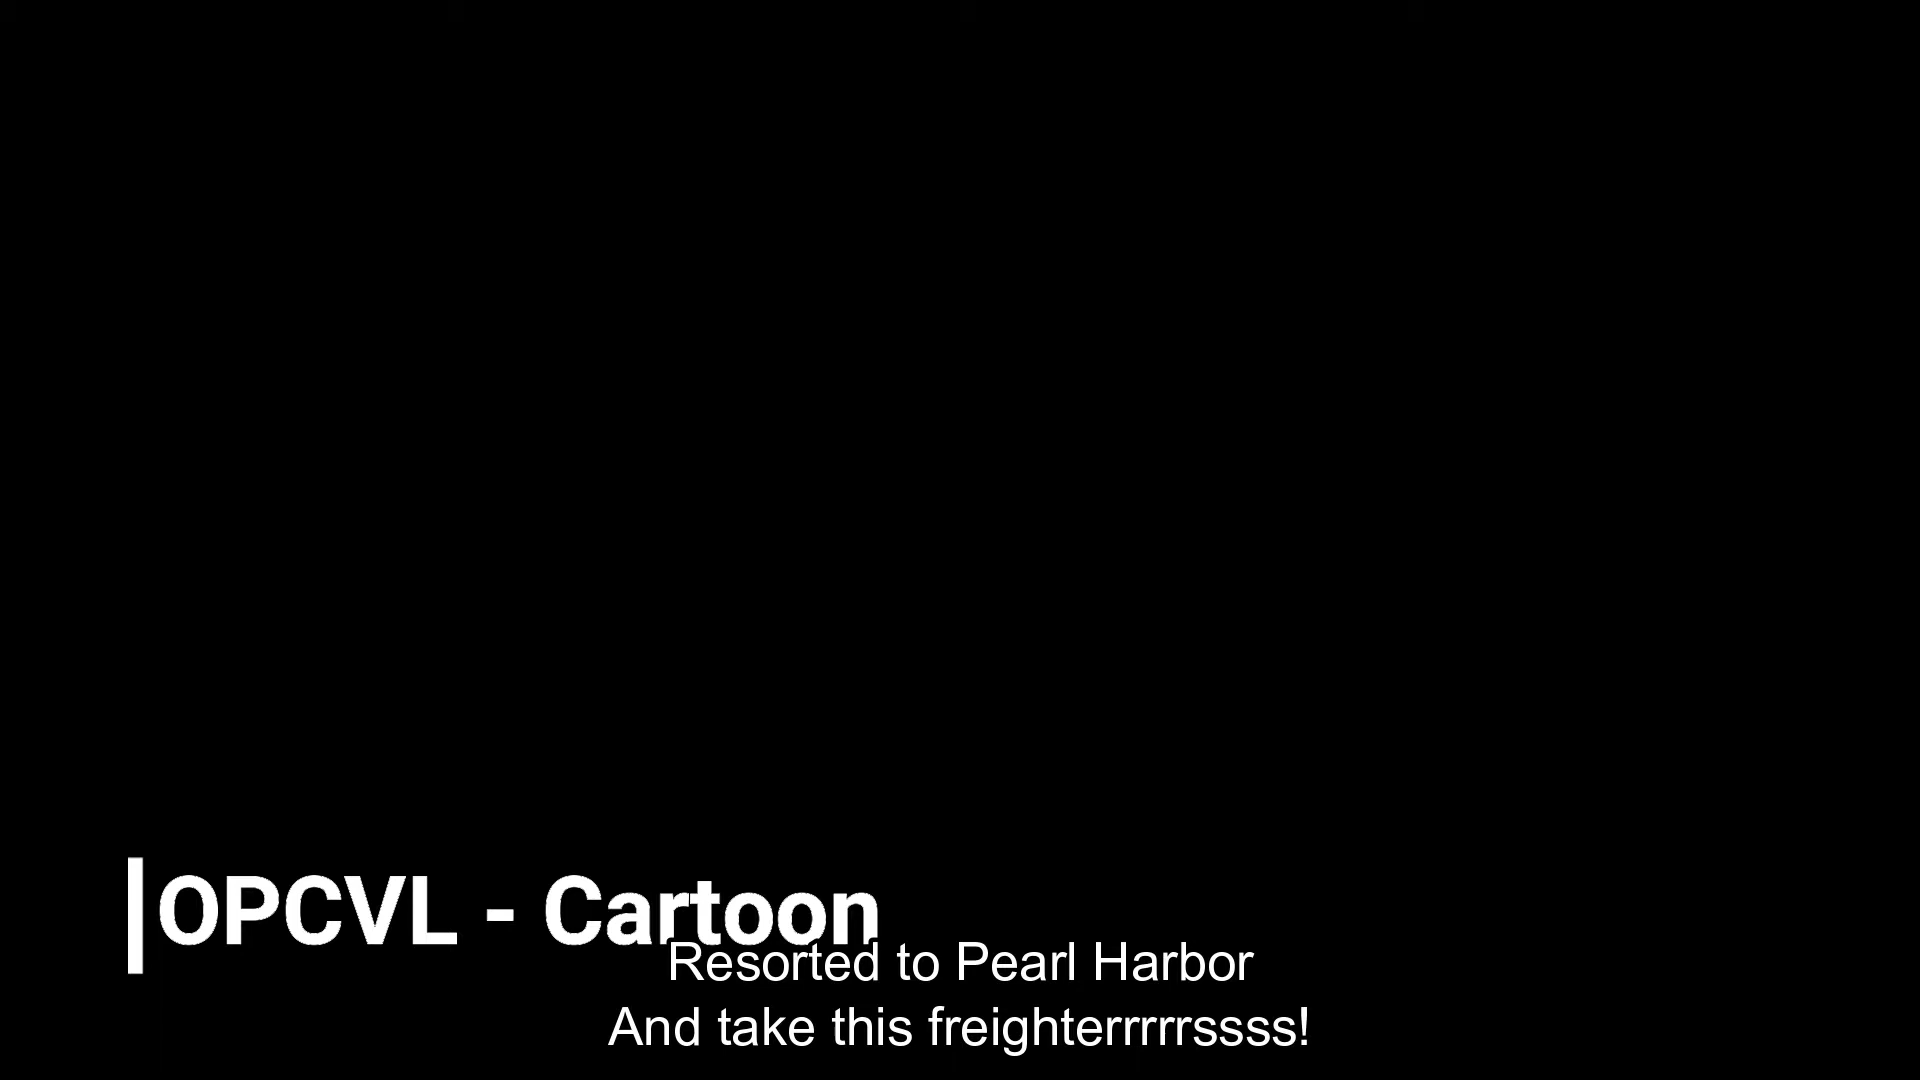 OPCVL - Cartoon
Resorted to Pearl Harbor
And take this freighterrrrrssss!